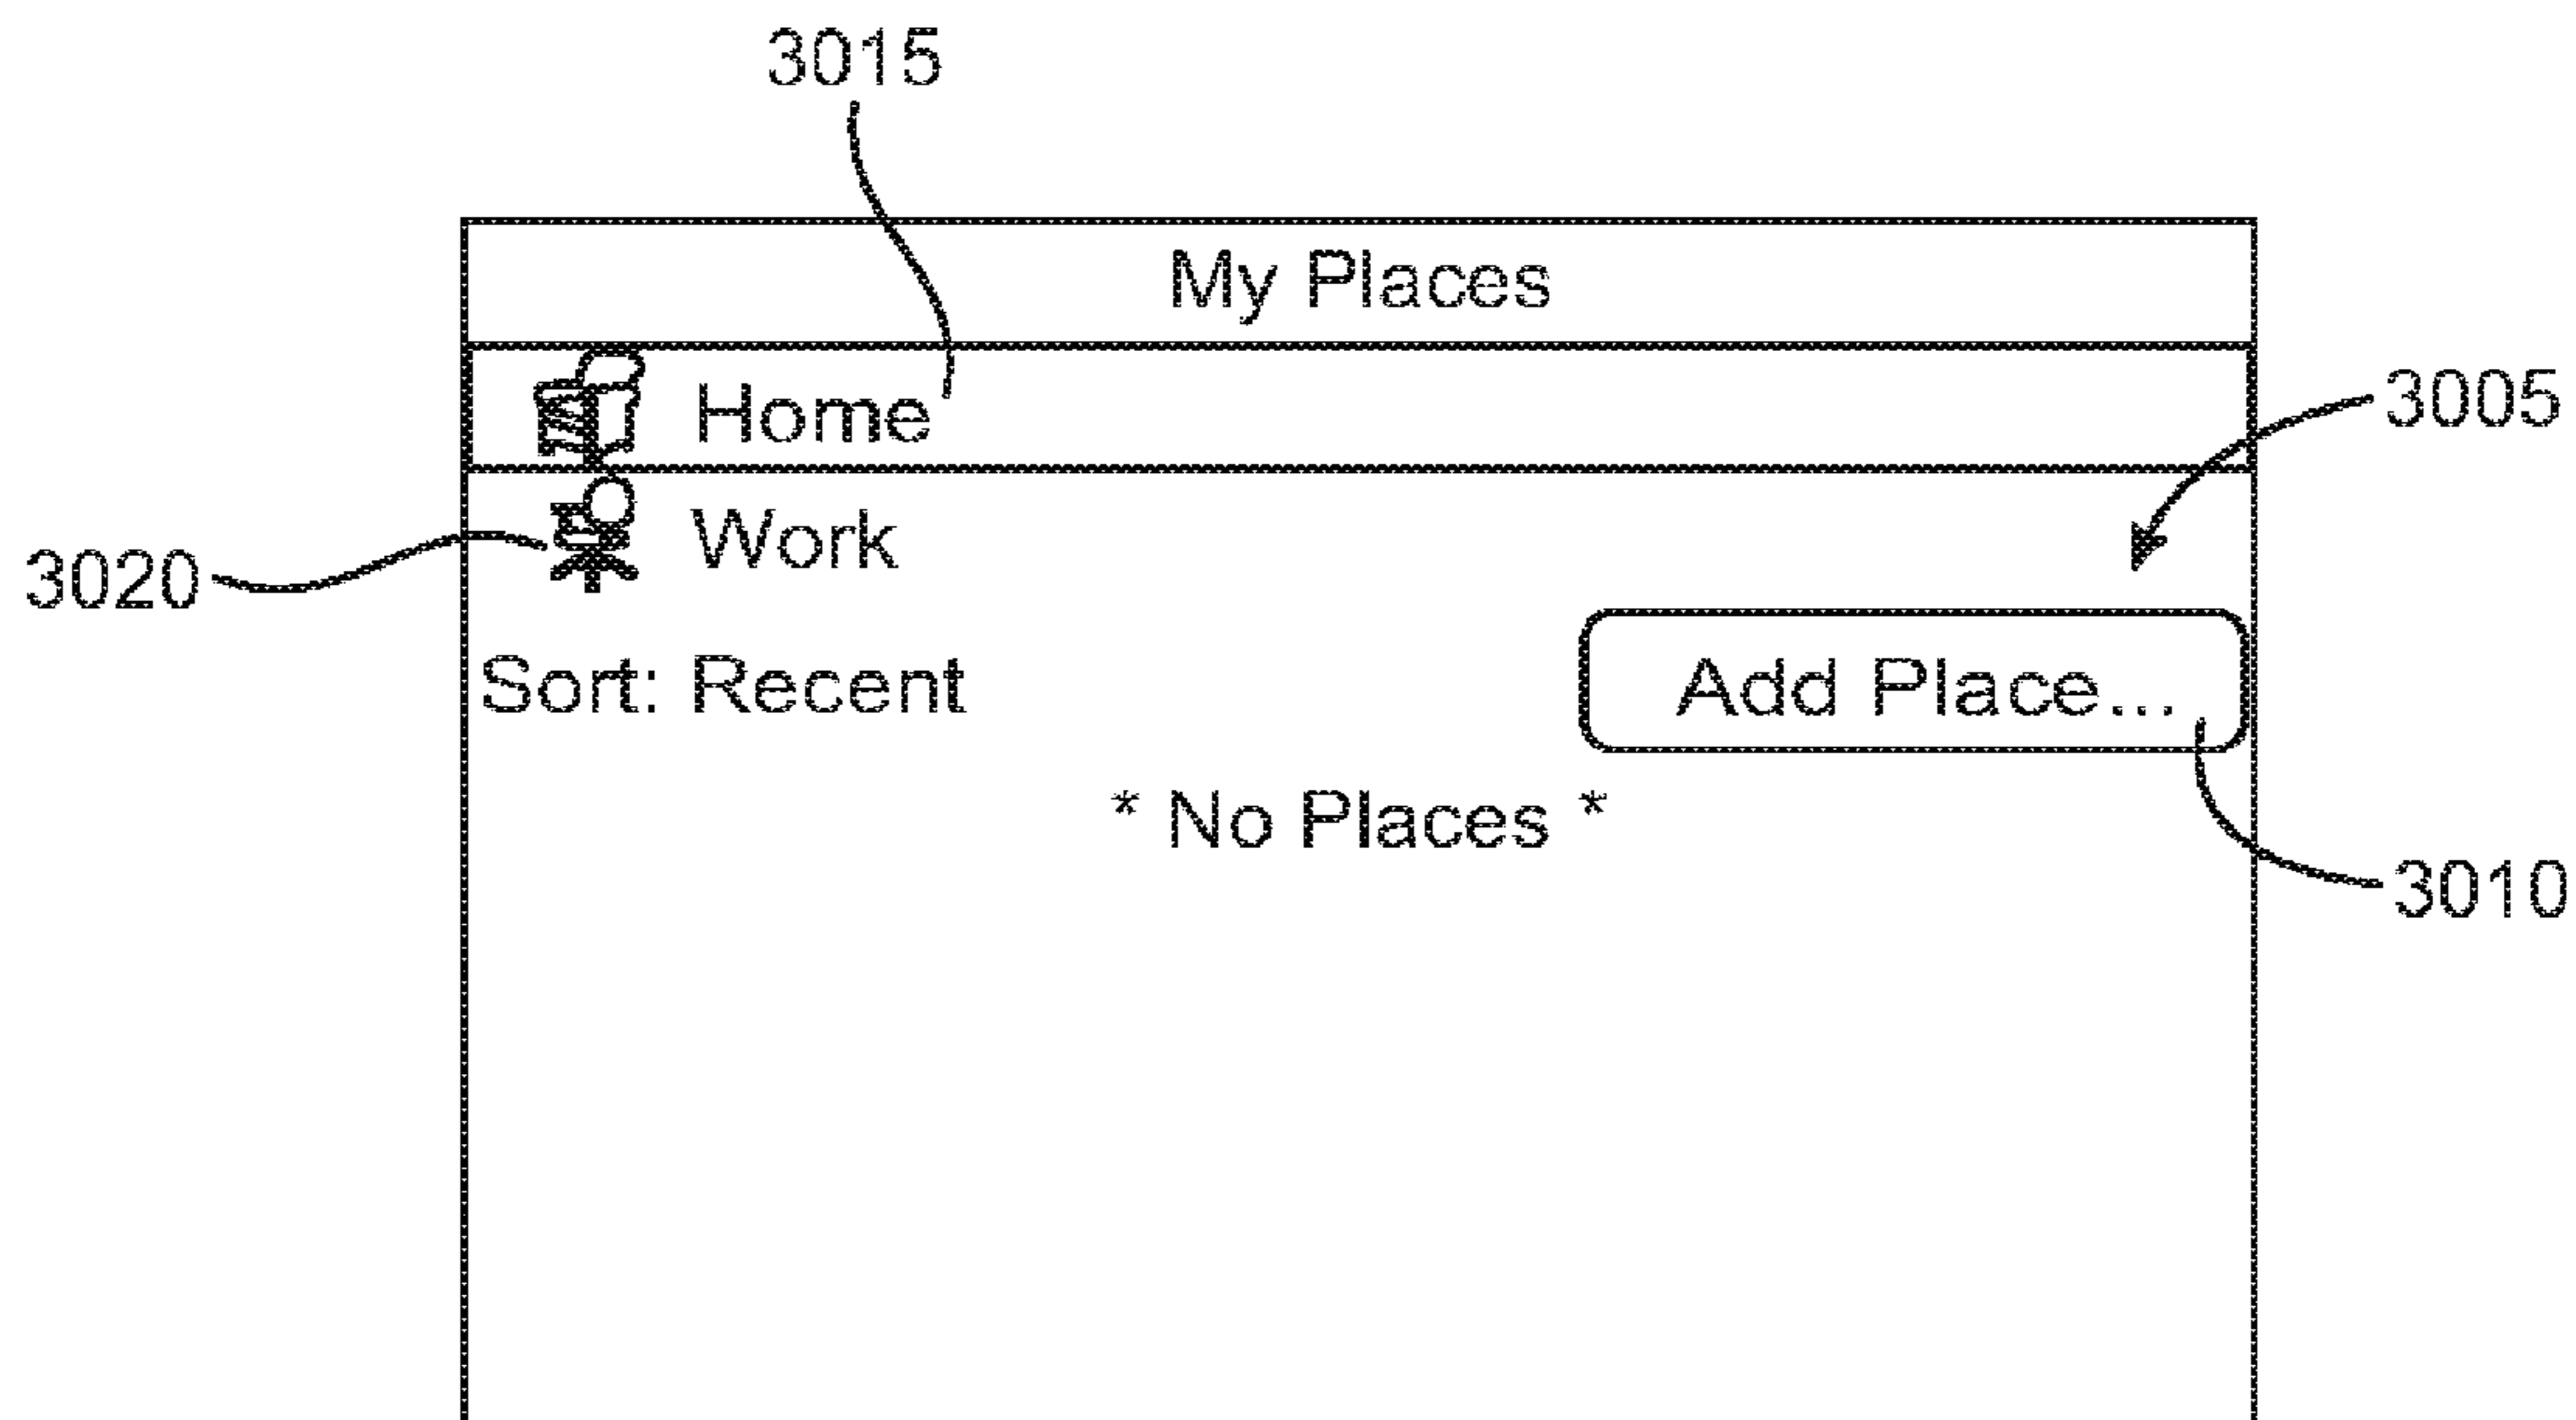 3015
My Places
Home
3005
Work
3020
Sort: Recent
Add Place...
* No Places *
3010